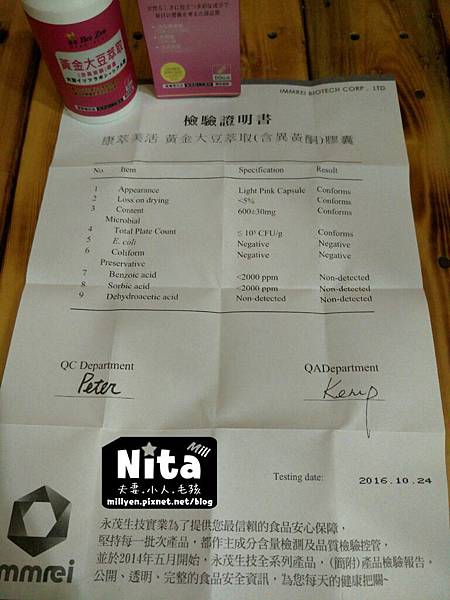 黃金大豆萃取
IMMREI BIOTECH CORP., LTD
檢驗證明書
康萃美活 黃金大豆萃取(含異黃酮)膠囊
No. Item Specification Result
1 Appearance Light Pink Capsule Conforms
2 Loss on drying <5% Conforms
3 Content 600±30mg Conforms
Microbial
4 Total Plate Count ≤ 10³ CFU/g Conforms
5 E. coli Negative Negative
6 Coliform Negative Negative
Preservative
7 Benzoic acid <2000 ppm Non-detected
8 Sorbic acid <2000 ppm Non-detected
9 Dehydroacetic acid Non-detected Non-detected
QC Department QADepartment
Peter Kemp
Nita Mill
夫妻.小人.毛孩
millyen.pixnet.net/blog
Testing date: 2016.10.24
永茂生技實業為了提供您最信賴的食品安心保障，
堅持每一批次產品，都作主成分含量檢測及品質檢驗控管，
並於2014年五月開始，永茂生技全系列產品，(簡附)產品檢驗報告，
公開、透明、完整的食品安全資訊，為您每天的健康把關~
mmrei